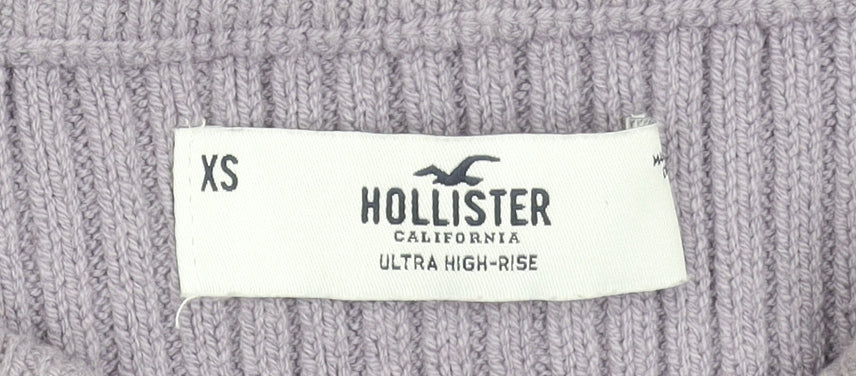 XS
HOLLISTER
CALIFORNIA
ULTRA HIGH-RISE